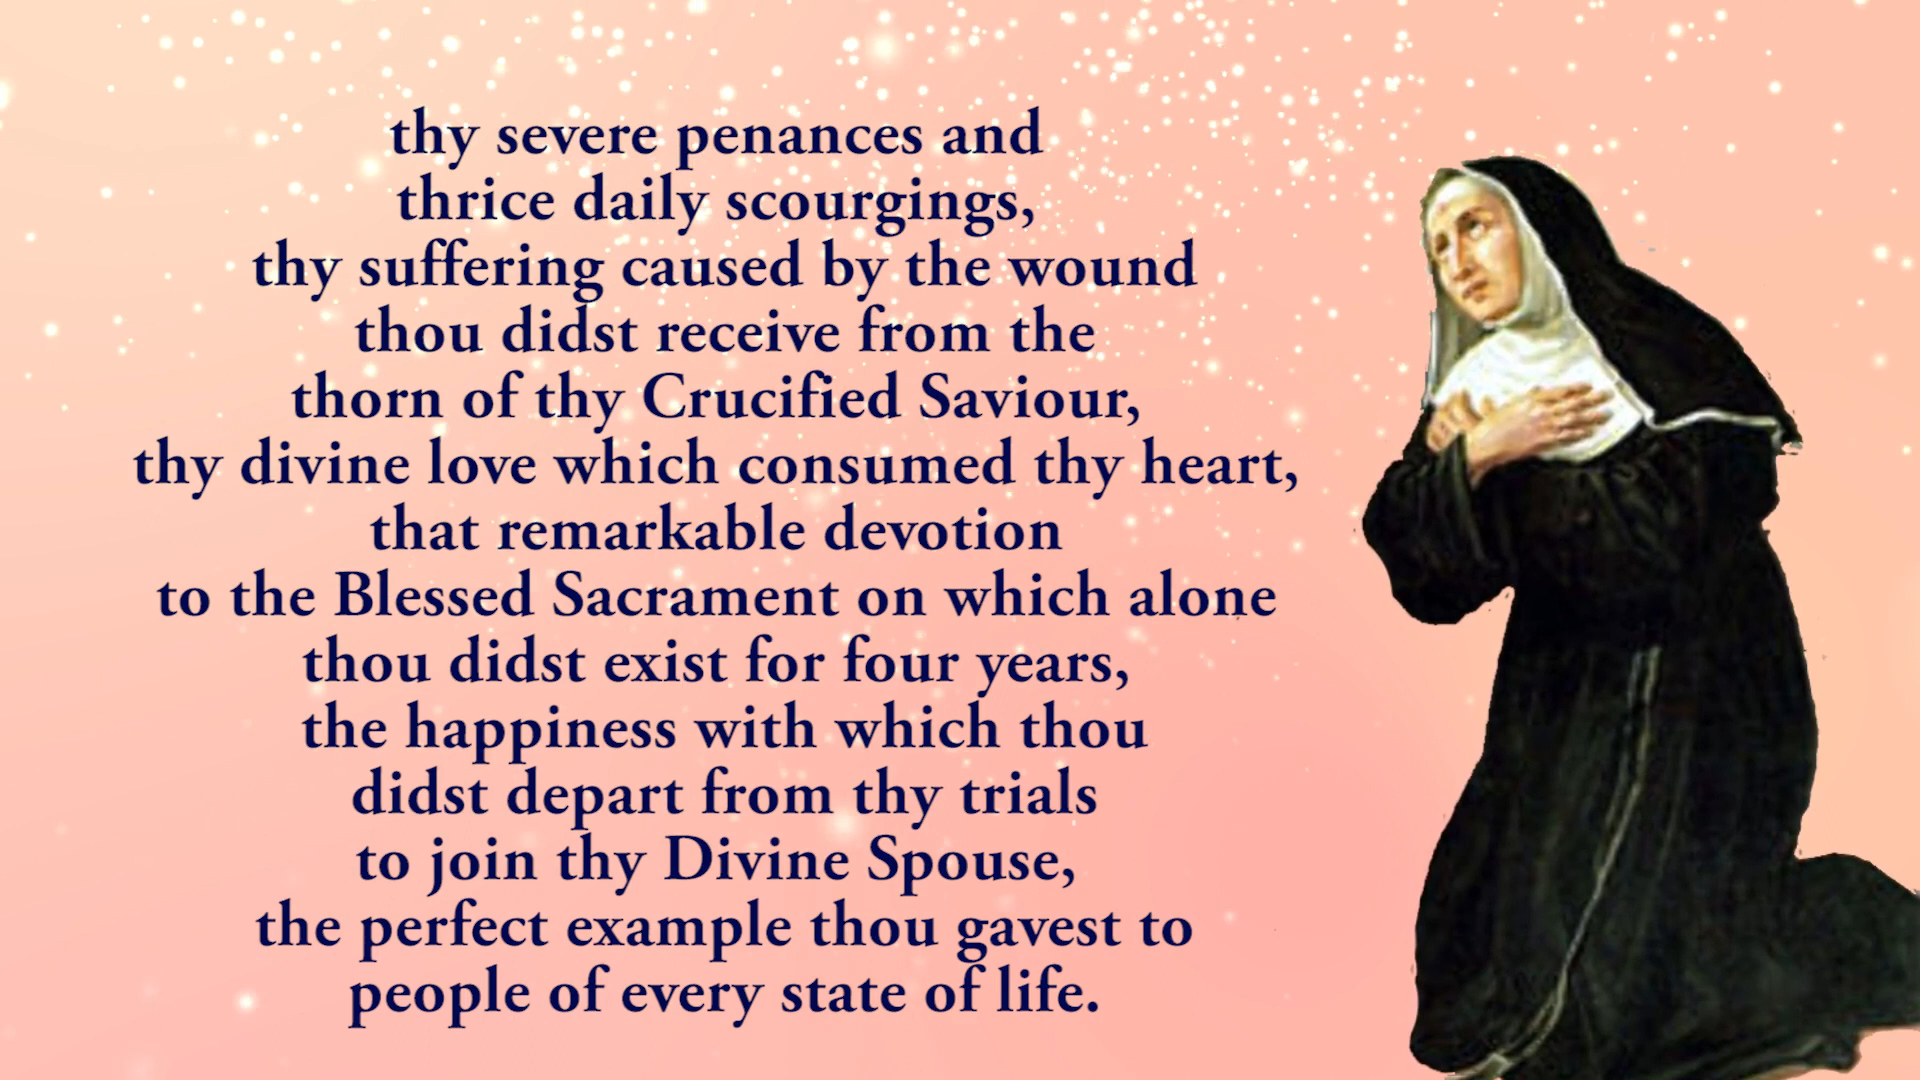 thy severe penances and
thrice daily scourgings,
thy suffering caused by the wound
thou didst receive from the
thorn of thy Crucified Saviour,
thy divine love which consumed thy heart,
that remarkable devotion
to the Blessed Sacrament on which alone
thou didst exist for four years,
the happiness with which thou
didst depart from thy trials
to join thy Divine Spouse,
the perfect example thou gavest to
people of every state of life.